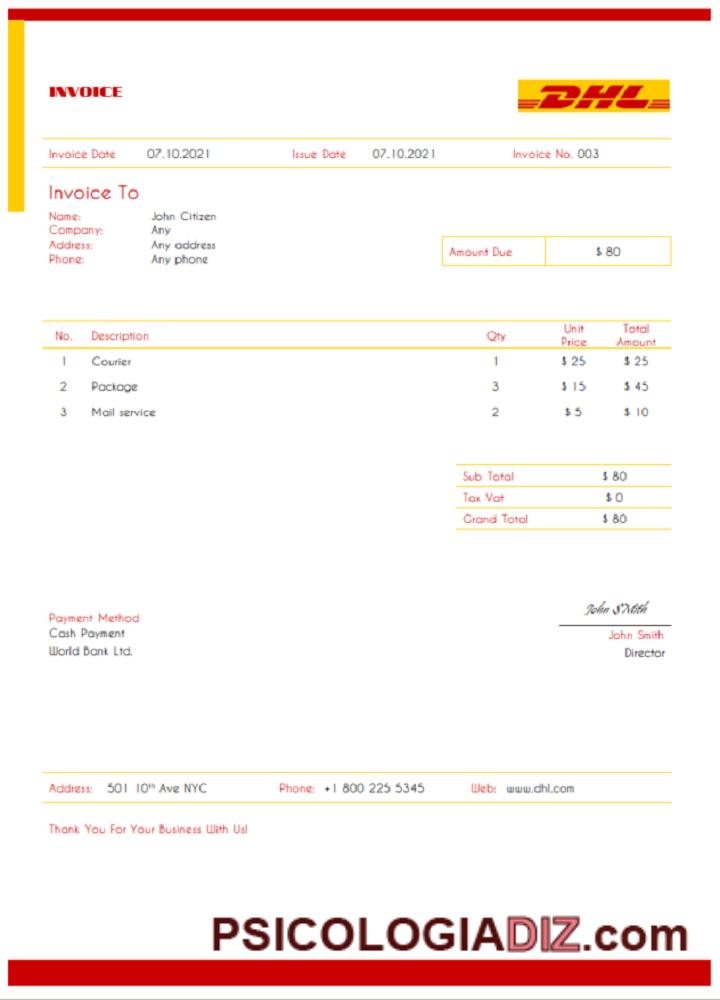 INVOICE
DHL
Invoice Date 07.10.2021 Issue Date 07.10.2021 Invoice No. 003
Invoice To
Name: John Citizen
Company: Any
Address: Any address
Phone: Any phone
Amount Due $ 80
No. Description Qty Unit Price Total Amount
1 Courier 1 $ 25 $ 25
2 Package 3 $ 15 $ 45
3 Mail service 2 $ 5 $ 10
Sub Total $ 80
Tax Vat $ 0
Grand Total $ 80
John SMith
Payment Method
Cash Payment
World Bank Ltd.
John Smith
Director
Address: 501 10th Ave NYC Phone: +1 800 225 5345 Web: www.dhl.com
Thank You For Your Business With Us!
PSICOLOGIADIZ.com